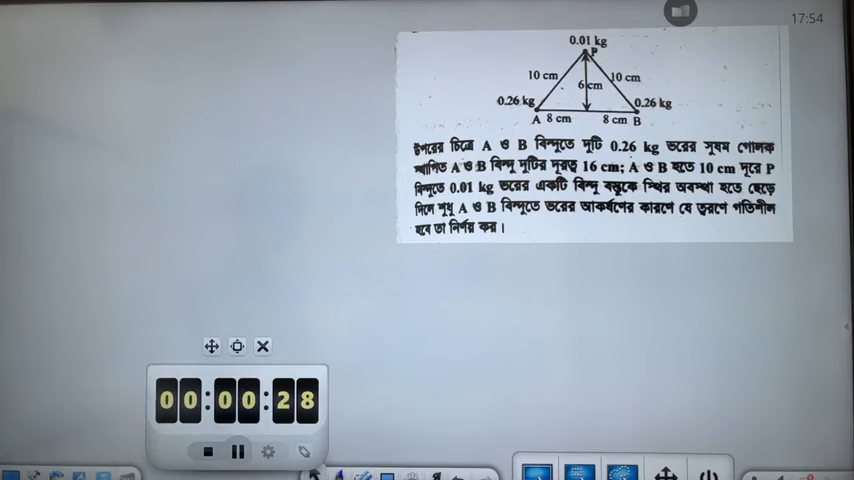 17:54
0.01 kg
P
10 cm
10 cm
6 cm
0.26 kg
0.26 kg
A 8 cm 8 cm B
উপরের চিত্রে A ও B বিন্দুতে দুটি 0.26 kg ভরের সুষম গোলক
স্থাপিত A ও B বিন্দু দুটির দূরত্ব 16 cm; A ও B হতে 10 cm দূরে P
বিন্দুতে 0.01 kg ভরের একটি বিন্দু বস্তুকে স্থির অবস্থা হতে ছেড়ে
দিলে শুধু A ও B বিন্দুতে ভরের আকর্ষণের কারণে যে ত্বরণে গতিশীল
হবে তা নির্ণয় কর।
00:00:28